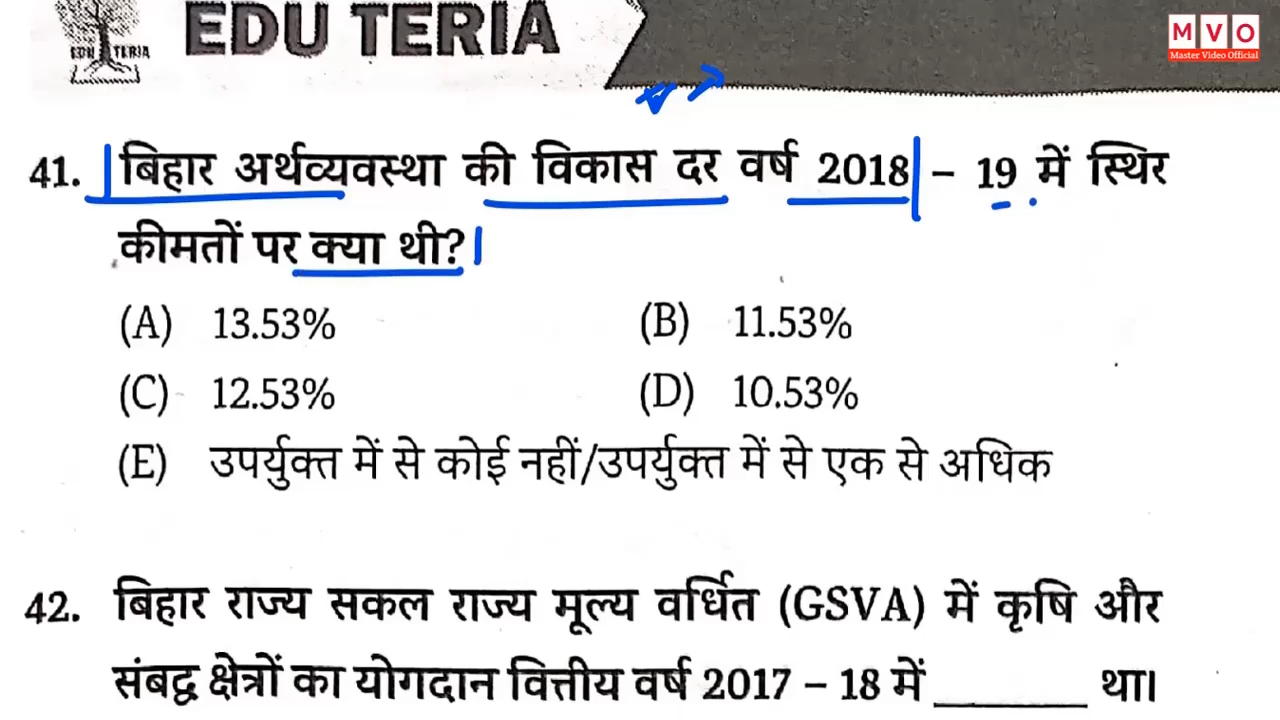 EDU TERIA
EDU TERIA
M V O
Master Video Official
41. बिहार अर्थव्यवस्था की विकास दर वर्ष 2018 – 19 में स्थिर
कीमतों पर क्या थी?
(A) 13.53% (B) 11.53%
(C) 12.53% (D) 10.53%
(E) उपर्युक्त में से कोई नहीं/उपर्युक्त में से एक से अधिक
42. बिहार राज्य सकल राज्य मूल्य वर्धित (GSVA) में कृषि और
संबद्ध क्षेत्रों का योगदान वित्तीय वर्ष 2017 – 18 में ________ था।